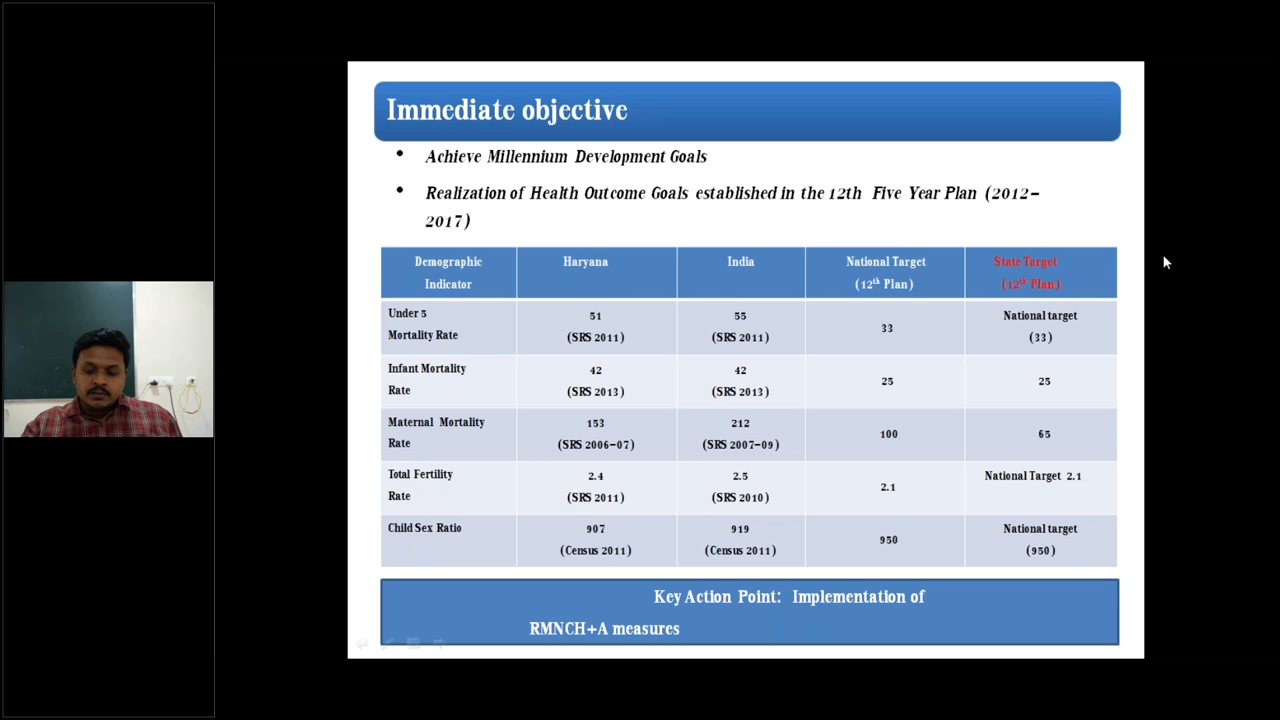 Immediate objective
• Achieve Millennium Development Goals
• Realization of Health Outcome Goals established in the 12th Five Year Plan (2012–
2017)
Demographic Indicator Haryana India National Target (12th Plan) State Target (12th Plan)
Under 5 Mortality Rate 51 (SRS 2011) 55 (SRS 2011) 33 National target (33)
Infant Mortality Rate 42 (SRS 2013) 42 (SRS 2013) 25 25
Maternal Mortality Rate 153 (SRS 2006–07) 212 (SRS 2007–09) 100 65
Total Fertility Rate 2.4 (SRS 2011) 2.5 (SRS 2010) 2.1 National Target 2.1
Child Sex Ratio 907 (Census 2011) 919 (Census 2011) 950 National target (950)
Key Action Point: Implementation of
RMNCH+A measures